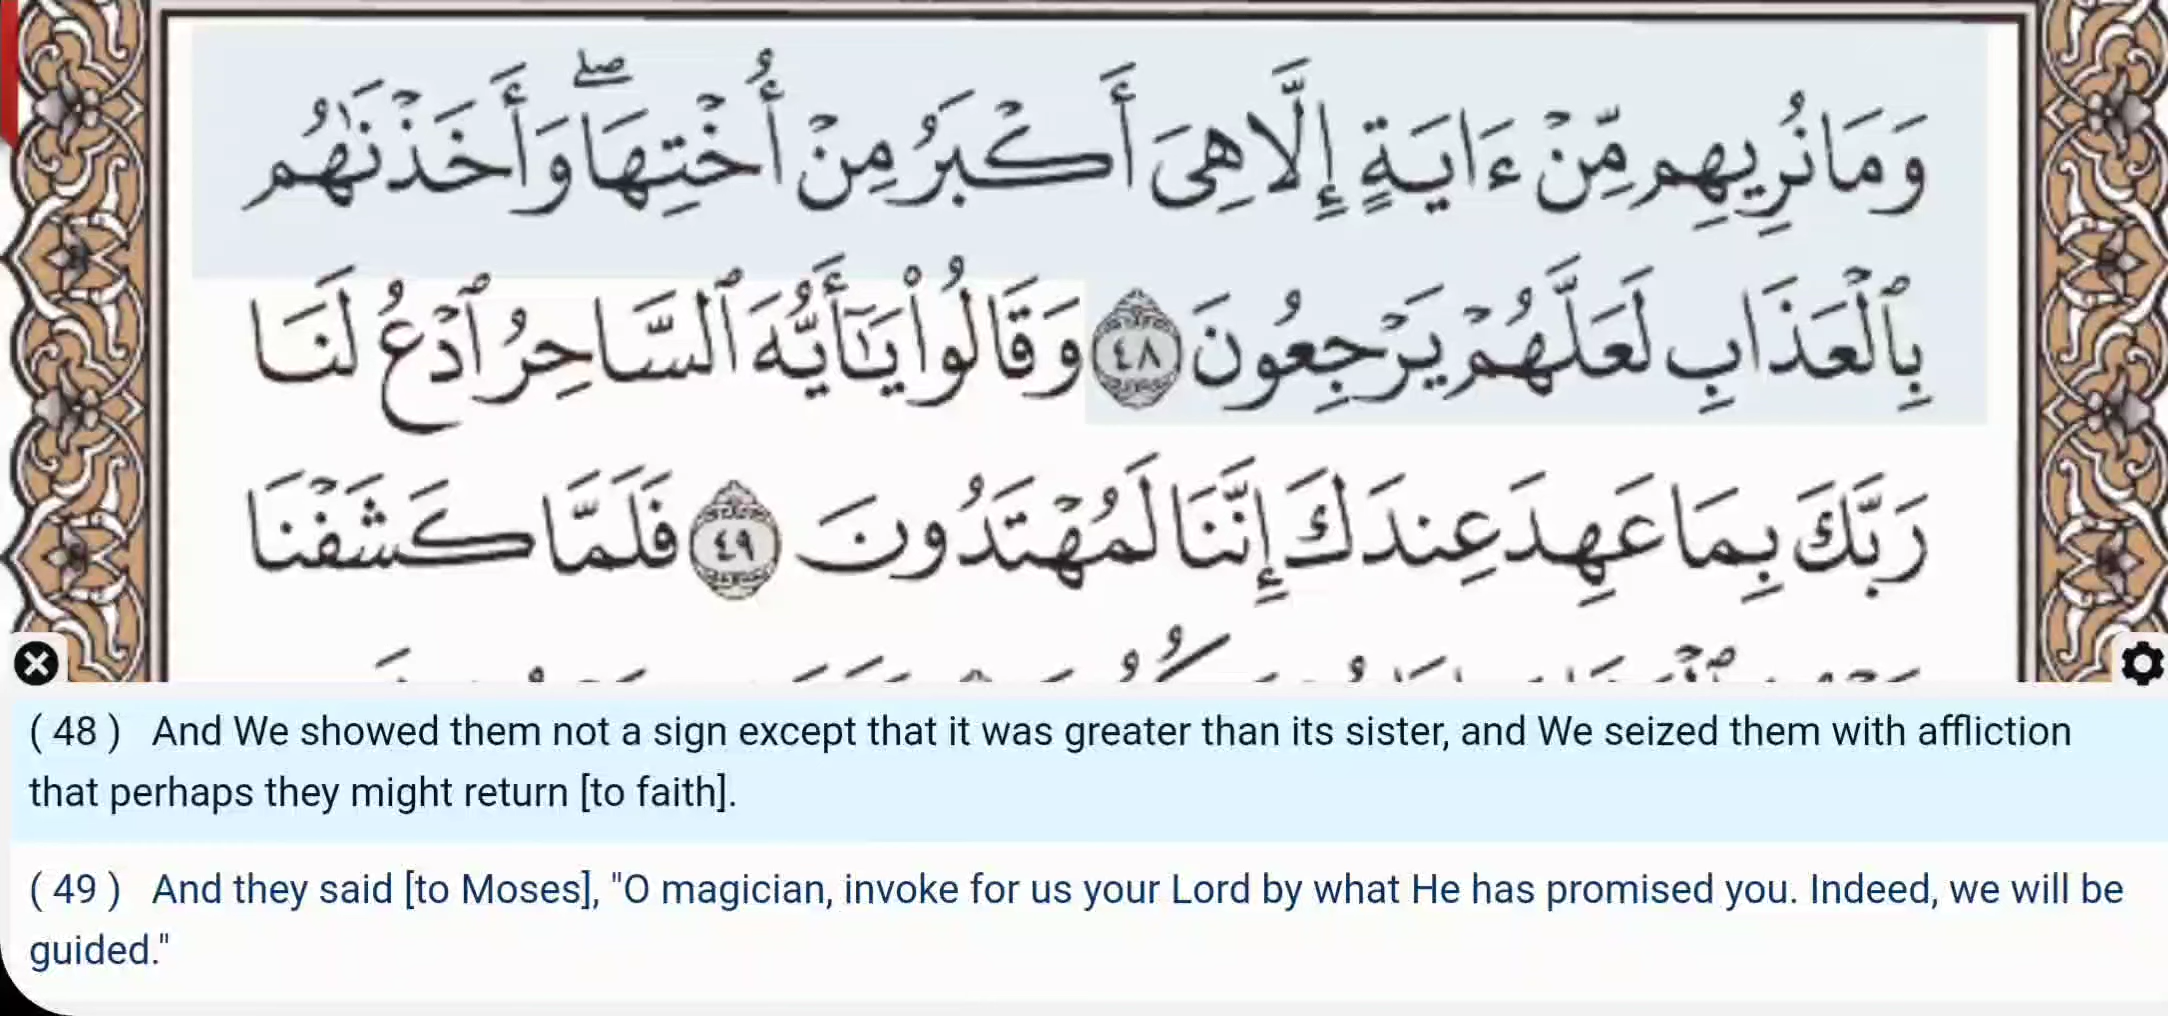 وَمَا نُرِيهِم مِّنْ ءَايَةٍ إِلَّا هِىَ أَكْبَرُ مِنْ أُخْتِهَا ۖ وَأَخَذْنَـٰهُم
بِٱلْعَذَابِ لَعَلَّهُمْ يَرْجِعُونَ ٤٨ وَقَالُوا۟ يَـٰٓأَيُّهَ ٱلسَّاحِرُ ٱدْعُ لَنَا
رَبَّكَ بِمَا عَهِدَ عِندَكَ إِنَّنَا لَمُهْتَدُونَ ٤٩ فَلَمَّا كَشَفْنَا
( 48 ) And We showed them not a sign except that it was greater than its sister, and We seized them with affliction
that perhaps they might return [to faith].
( 49 ) And they said [to Moses], "O magician, invoke for us your Lord by what He has promised you. Indeed, we will be
guided."